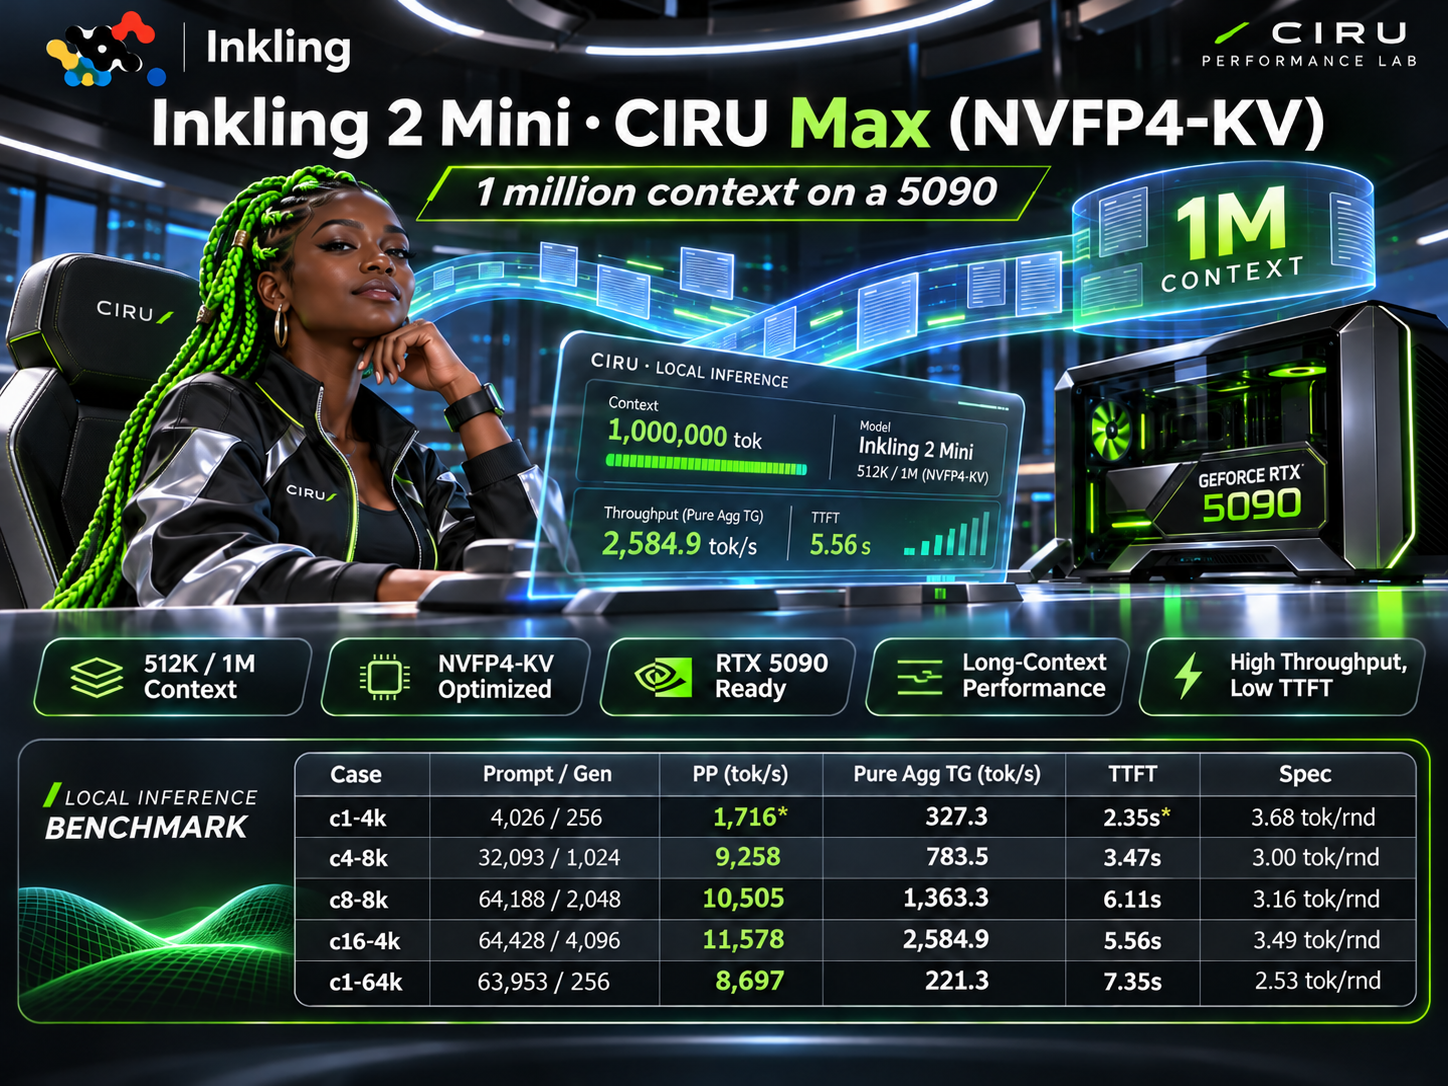 Inkling
CIRU
PERFORMANCE LAB
Inkling 2 Mini · CIRU Max (NVFP4-KV)
1 million context on a 5090
1M
CONTEXT
CIRU
CIRU
CIRU · LOCAL INFERENCE
Context
1,000,000 tok
Model
Inkling 2 Mini
512K / 1M (NVFP4-KV)
Throughput (Pure Agg TG)
2,584.9 tok/s
TTFT
5.56 s
GEFORCE RTX
5090
512K / 1M
Context
NVFP4-KV
Optimized
RTX 5090
Ready
Long-Context
Performance
High Throughput,
Low TTFT
LOCAL INFERENCE
BENCHMARK
Case Prompt / Gen PP (tok/s) Pure Agg TG (tok/s) TTFT Spec
c1-4k 4,026 / 256 1,716* 327.3 2.35s* 3.68 tok/rnd
c4-8k 32,093 / 1,024 9,258 783.5 3.47s 3.00 tok/rnd
c8-8k 64,188 / 2,048 10,505 1,363.3 6.11s 3.16 tok/rnd
c16-4k 64,428 / 4,096 11,578 2,584.9 5.56s 3.49 tok/rnd
c1-64k 63,953 / 256 8,697 221.3 7.35s 2.53 tok/rnd